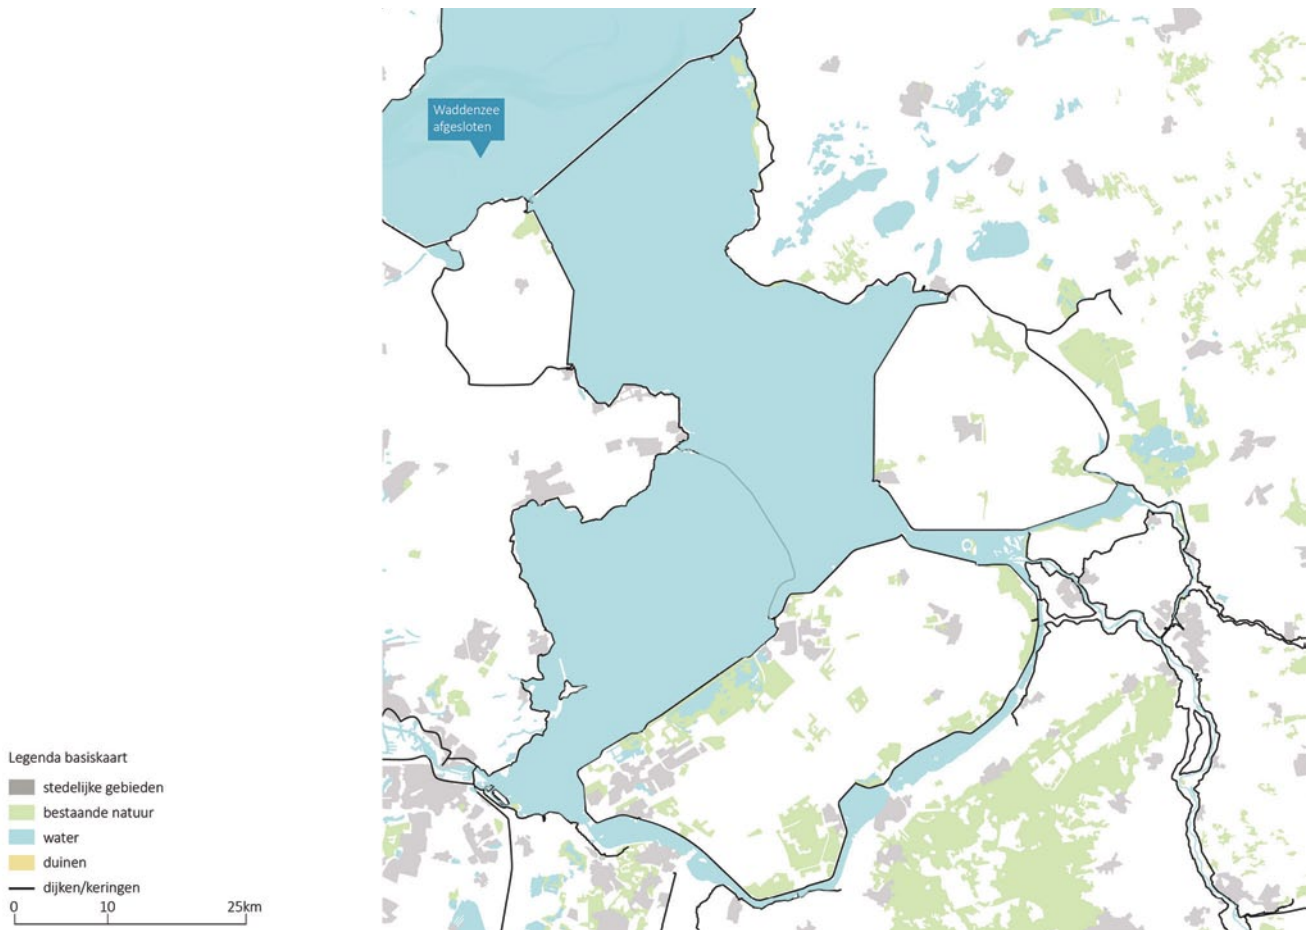 Waddenzee
afgesloten
Legenda basiskaart
stedelijke gebieden
bestaande natuur
water
duinen
dijken/keringen
0 10 25km